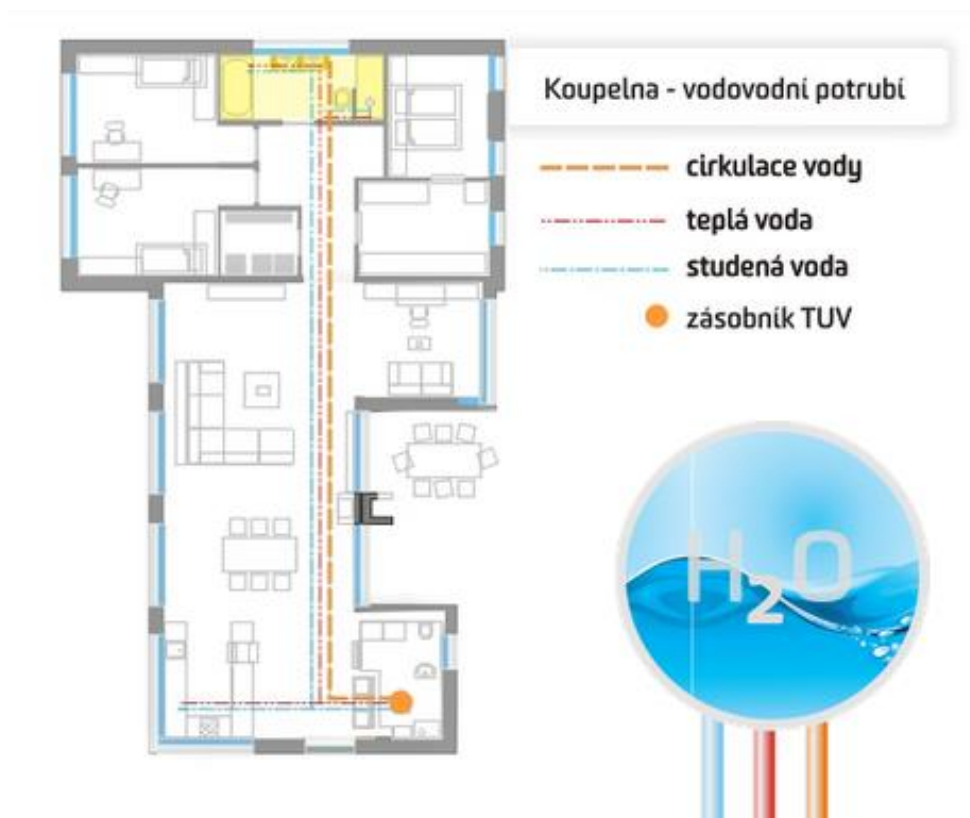 Koupelna - vodovodní potrubí
cirkulace vody
teplá voda
studená voda
zásobník TUV
H2O